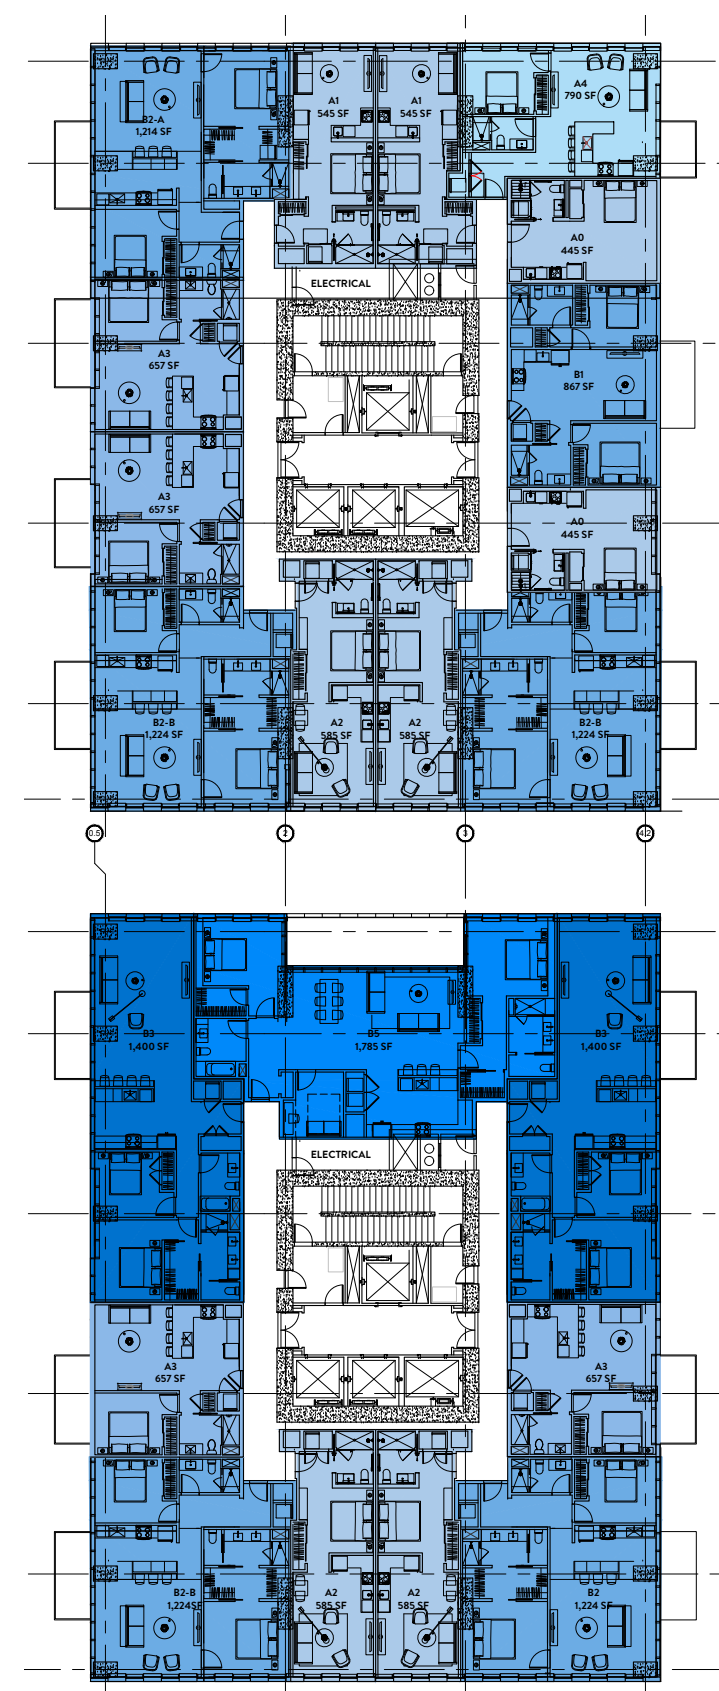 A4
790 SF
A1
545 SF
A1
545 SF
B2-A
1,214 SF
A0
445 SF
ELECTRICAL
A3
657 SF
B1
867 SF
A3
657 SF
A0
445 SF
B2-B
1,224 SF
A2
585 SF
A2
585 SF
B2-B
1,224 SF
0.5
2
3
4.2
B3
1,400 SF
B5
1,785 SF
B3
1,400 SF
ELECTRICAL
A3
657 SF
A3
657 SF
B2-B
1,224SF
A2
585 SF
A2
585 SF
B2
1,224 SF